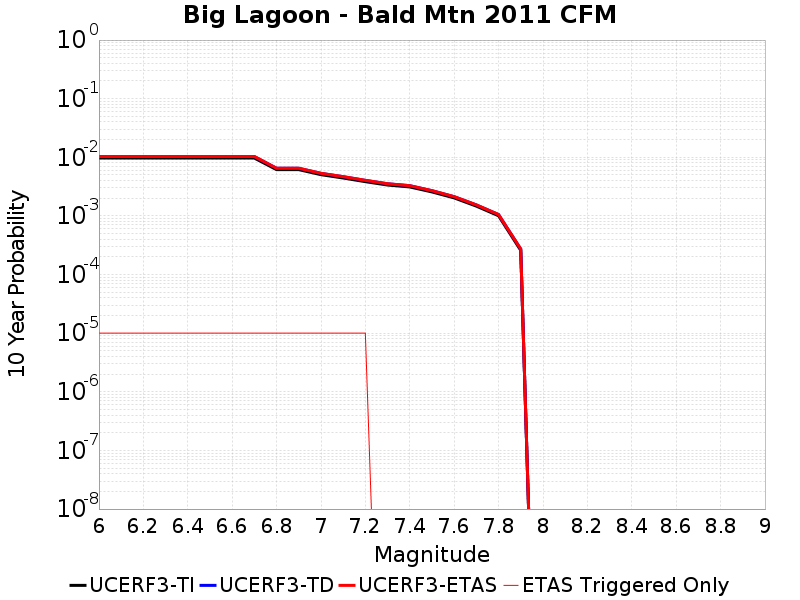 Big Lagoon - Bald Mtn 2011 CFM
10 Year Probability
10^0
10^-1
10^-2
10^-3
10^-4
10^-5
10^-6
10^-7
10^-8
6 6.2 6.4 6.6 6.8 7 7.2 7.4 7.6 7.8 8 8.2 8.4 8.6 8.8 9
Magnitude
UCERF3-TI UCERF3-TD UCERF3-ETAS ETAS Triggered Only